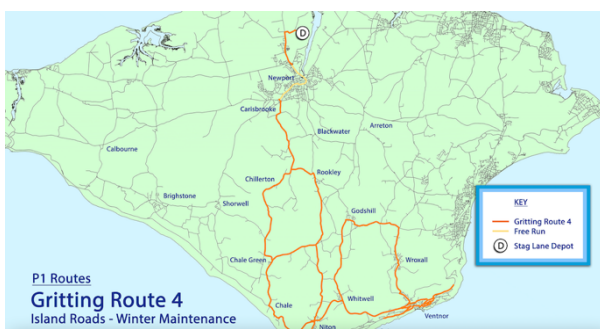 D
Newport
Carisbrooke
Blackwater
Arreton
Calbourne
Chillerton
Rookley
Brighstone
Shorwell
Godshill
KEY
Gritting Route 4
Free Run
D Stag Lane Depot
Chale Green
Wroxall
P1 Routes
Gritting Route 4
Island Roads - Winter Maintenance
Chale
Whitwell
Niton
Ventnor